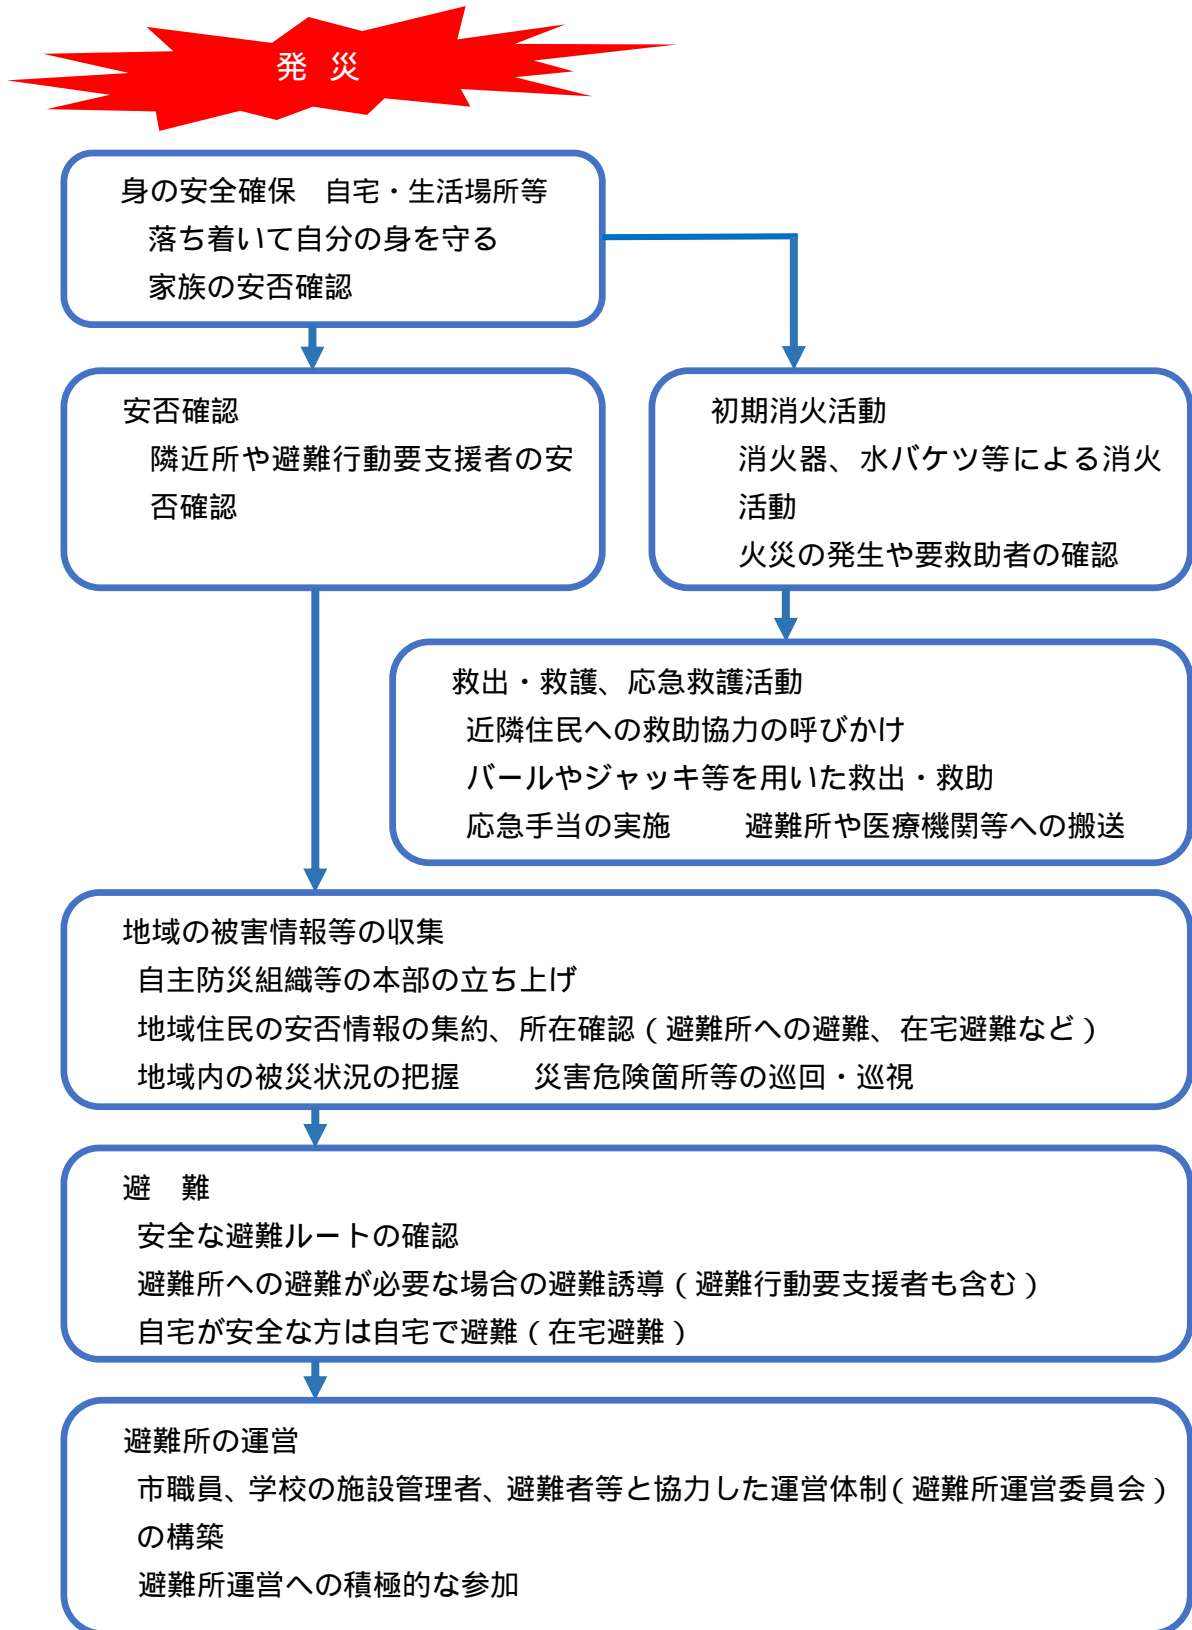 発 災
身の安全確保　自宅・生活場所等
落ち着いて自分の身を守る
家族の安否確認
安否確認
隣近所や避難行動要支援者の安
否確認
初期消火活動
消火器、水バケツ等による消火
活動
火災の発生や要救助者の確認
救出・救護、応急救護活動
近隣住民への救助協力の呼びかけ
バールやジャッキ等を用いた救出・救助
応急手当の実施　　避難所や医療機関等への搬送
地域の被害情報等の収集
自主防災組織等の本部の立ち上げ
地域住民の安否情報の集約、所在確認（避難所への避難、在宅避難など）
地域内の被災状況の把握　　災害危険箇所等の巡回・巡視
避　難
安全な避難ルートの確認
避難所への避難が必要な場合の避難誘導（避難行動要支援者も含む）
自宅が安全な方は自宅で避難（在宅避難）
避難所の運営
市職員、学校の施設管理者、避難者等と協力した運営体制（避難所運営委員会）
の構築
避難所運営への積極的な参加